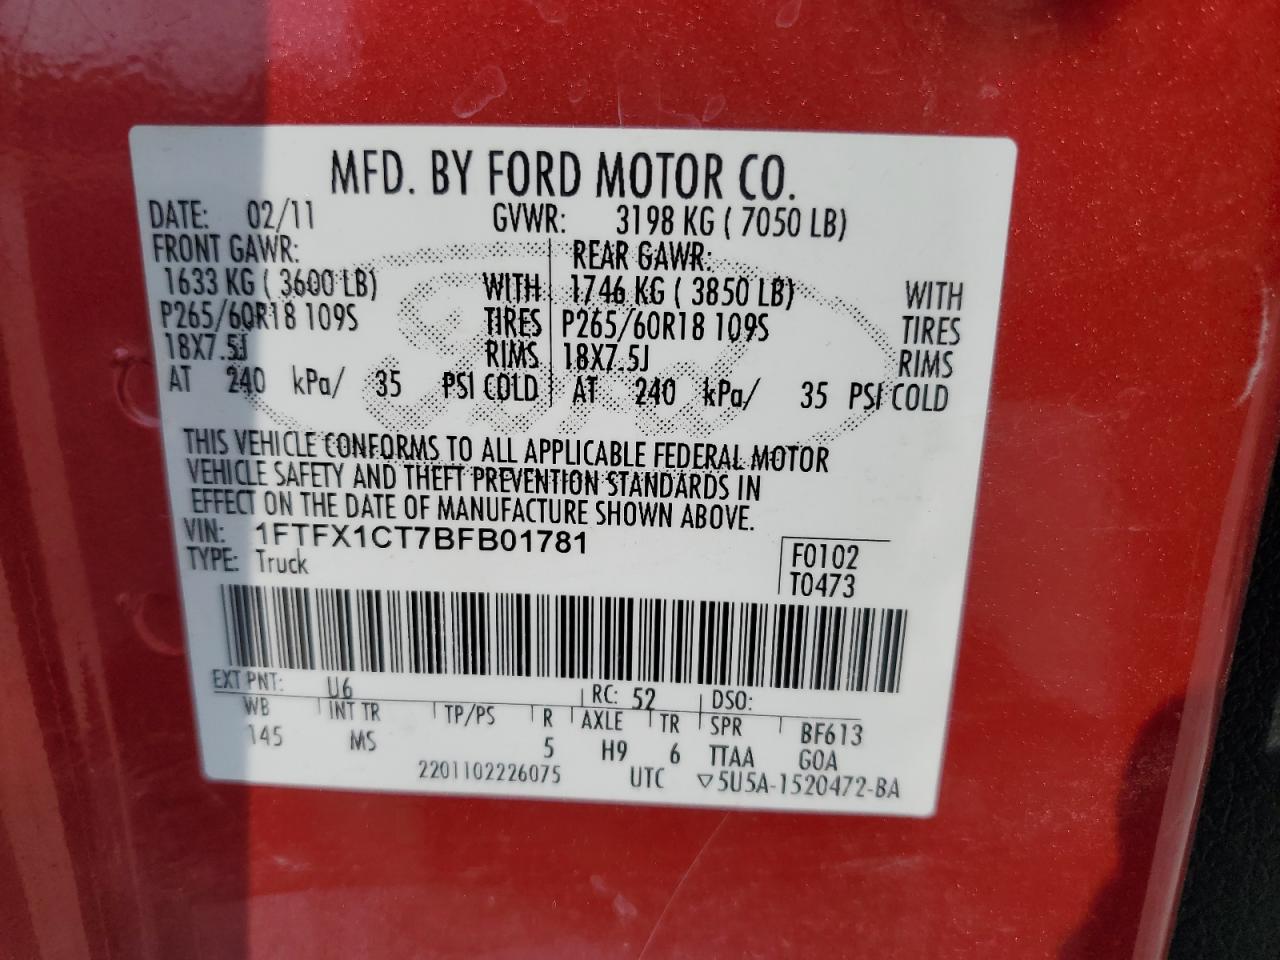 MFD. BY FORD MOTOR CO.
DATE: 02/11 GVWR: 3198 KG ( 7050 LB)
FRONT GAWR: REAR GAWR:
1633 KG ( 3600 LB) WITH 1746 KG ( 3850 LB) WITH
P265/60R18 109S TIRES P265/60R18 109S TIRES
18X7.5J RIMS 18X7.5J RIMS
AT 240 kPa/ 35 PSI COLD AT 240 kPa/ 35 PSI COLD
THIS VEHICLE CONFORMS TO ALL APPLICABLE FEDERAL MOTOR
VEHICLE SAFETY AND THEFT PREVENTION STANDARDS IN
EFFECT ON THE DATE OF MANUFACTURE SHOWN ABOVE.
VIN: 1FTFX1CT7BFB01781
TYPE: Truck
F0102
T0473
EXT PNT: U6 RC: 52 DSO:
WB INT TR TP/PS R AXLE TR SPR BF613
145 MS 5 H9 6 TTAA GOA
2201102226075 UTC ▽5U5A-1520472-BA